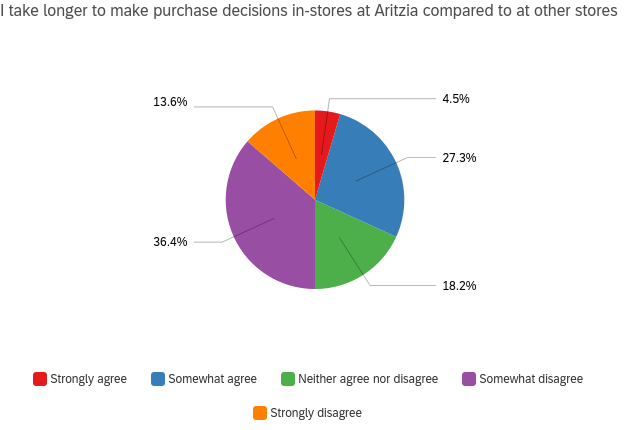 I take longer to make purchase decisions in-stores at Aritzia compared to at other stores
13.6%
4.5%
27.3%
36.4%
18.2%
Strongly agree
Somewhat agree
Neither agree nor disagree
Somewhat disagree
Strongly disagree